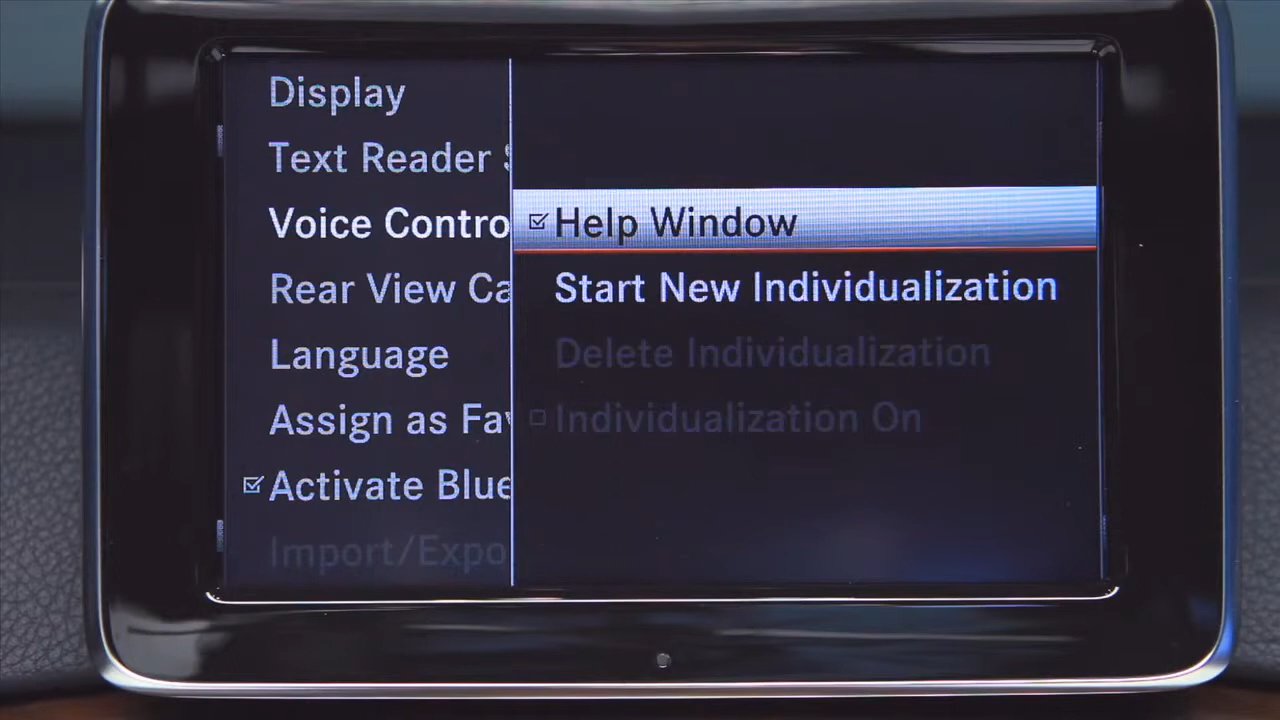 Display
Text Reader
Voice Contro
Rear View Ca
Language
Assign as Fav
Activate Blue
Import/Expo
Help Window
Start New Individualization
Delete Individualization
Individualization On